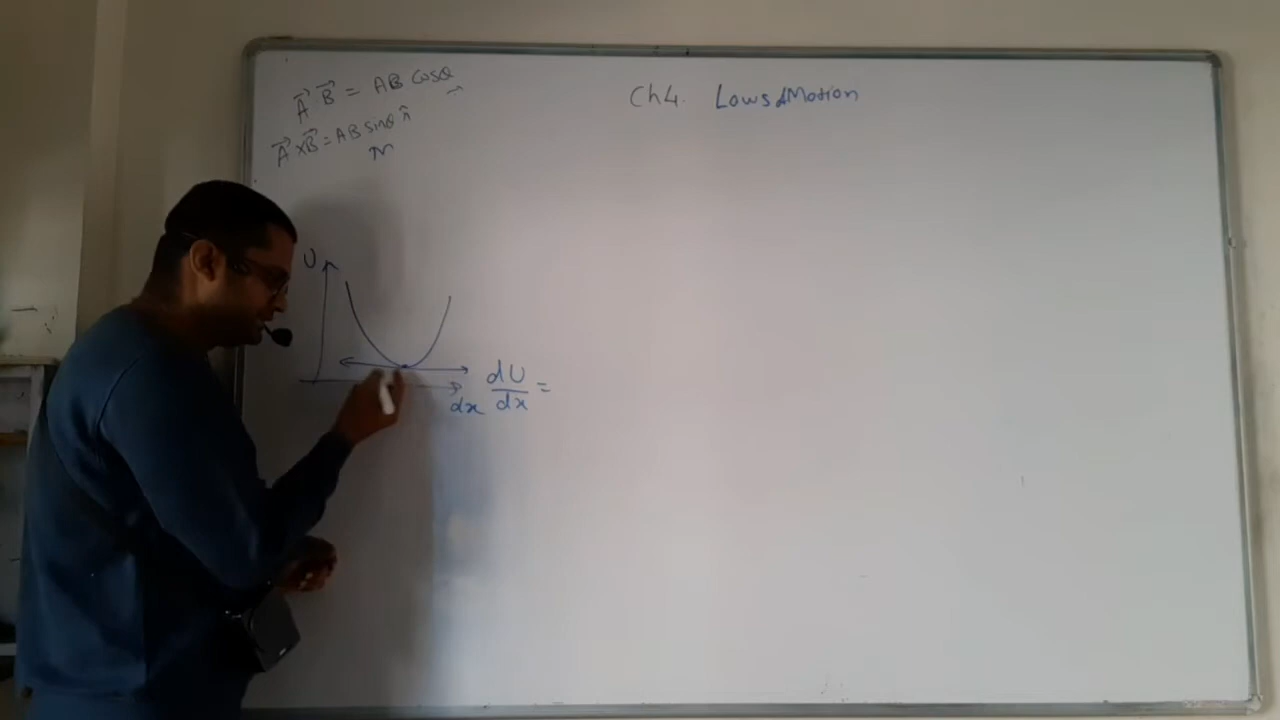 A⃗ B⃗ = AB cosθ
A⃗ × B⃗ = AB sinθ n̂
Ch4. Laws of Motion
U
dU/dx =
dx